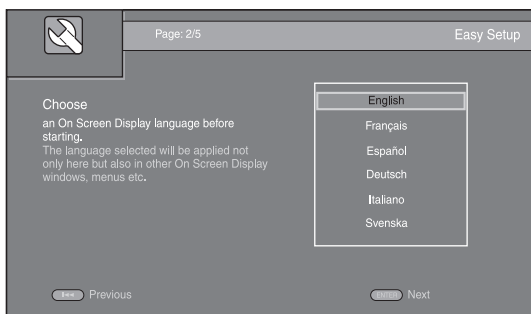 Page: 2/5
Easy Setup
Choose
an On Screen Display language before
starting.
The language selected will be applied not
only here but also in other On Screen Display
windows, menus etc.
English
Français
Español
Deutsch
Italiano
Svenska
Previous
ENTER Next